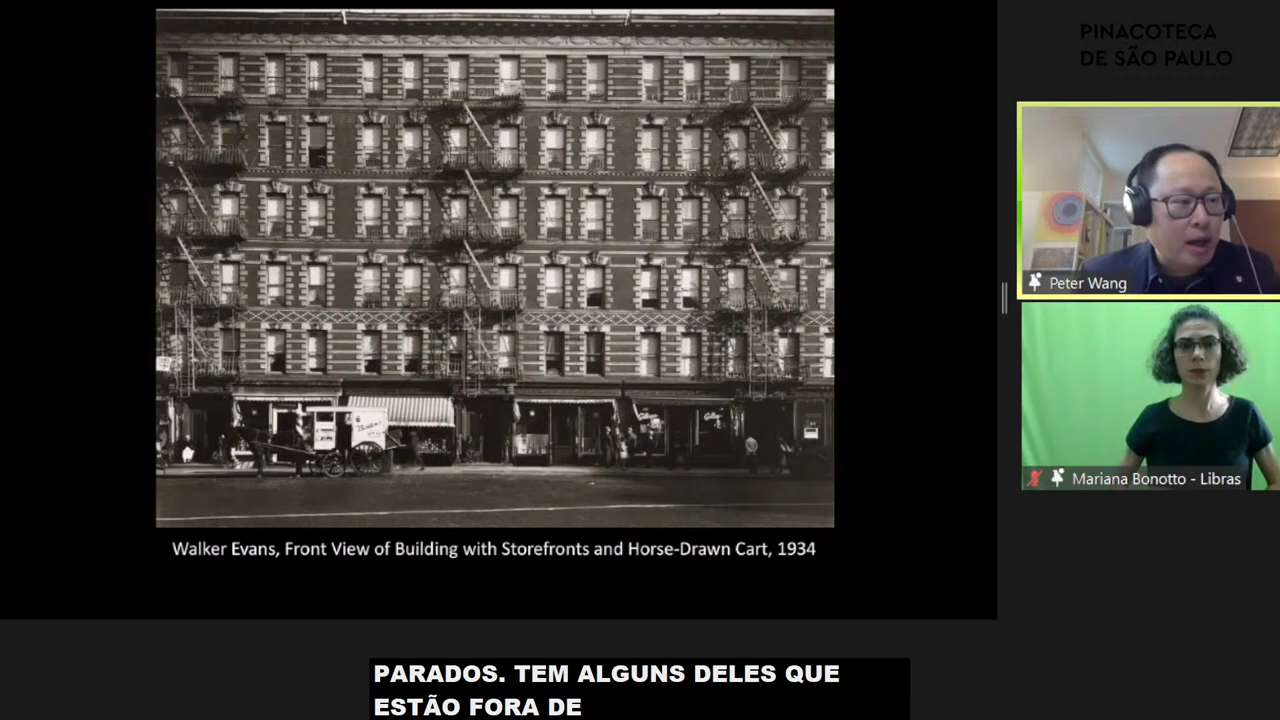 PINACOTECA
DE SÃO PAULO
Peter Wang
Mariana Bonotto - Libras
Walker Evans, Front View of Building with Storefronts and Horse-Drawn Cart, 1934
PARADOS. TEM ALGUNS DELES QUE
ESTÃO FORA DE